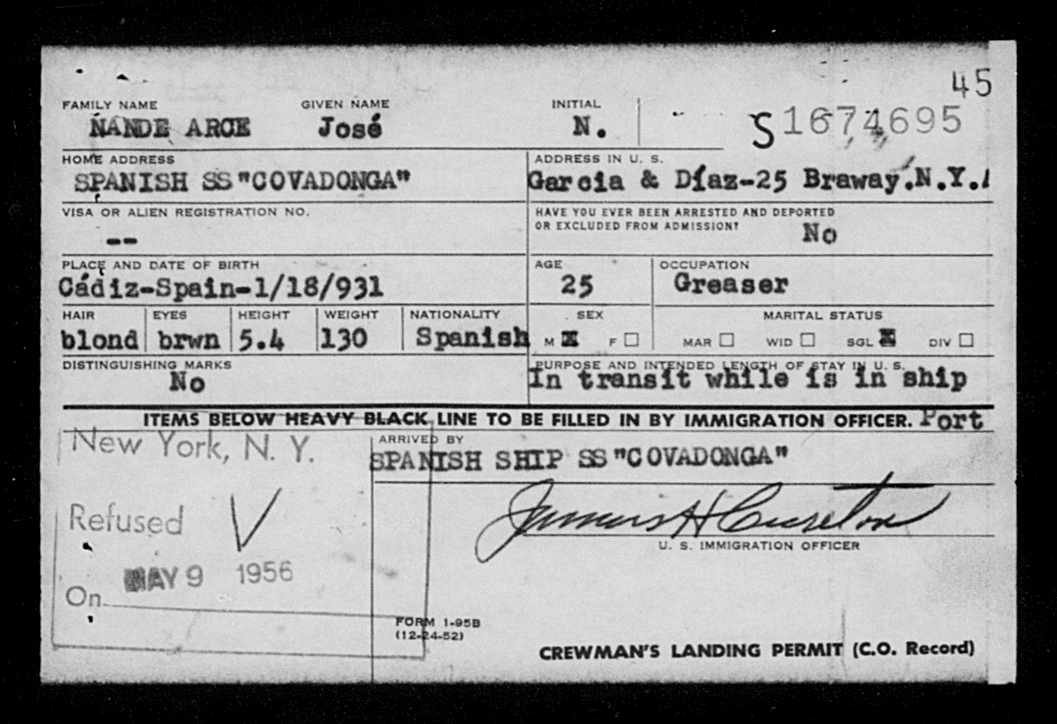 45
FAMILY NAME GIVEN NAME INITIAL
ÑANDE ARCE José N. S 1674695
HOME ADDRESS ADDRESS IN U. S.
SPANISH SS "COVADONGA" Garcia & Díaz-25 Braway.N.Y.
VISA OR ALIEN REGISTRATION NO. HAVE YOU EVER BEEN ARRESTED AND DEPORTED
OR EXCLUDED FROM ADMISSION?
-- No
PLACE AND DATE OF BIRTH AGE OCCUPATION
Cádiz-Spain-1/18/931 25 Greaser
HAIR EYES HEIGHT WEIGHT NATIONALITY SEX MARITAL STATUS
blond brwn 5.4 130 Spanish M X F MAR WID SGL X DIV
DISTINGUISHING MARKS PURPOSE AND INTENDED LENGTH OF STAY IN U. S.
No In transit while is in ship
ITEMS BELOW HEAVY BLACK LINE TO BE FILLED IN BY IMMIGRATION OFFICER. Port
New York, N. Y. ARRIVED BY
SPANISH SHIP SS "COVADONGA"
Refused
U. S. IMMIGRATION OFFICER
MAY 9 1956
On
FORM 1-95B
(12-24-52)
CREWMAN'S LANDING PERMIT (C.O. Record)